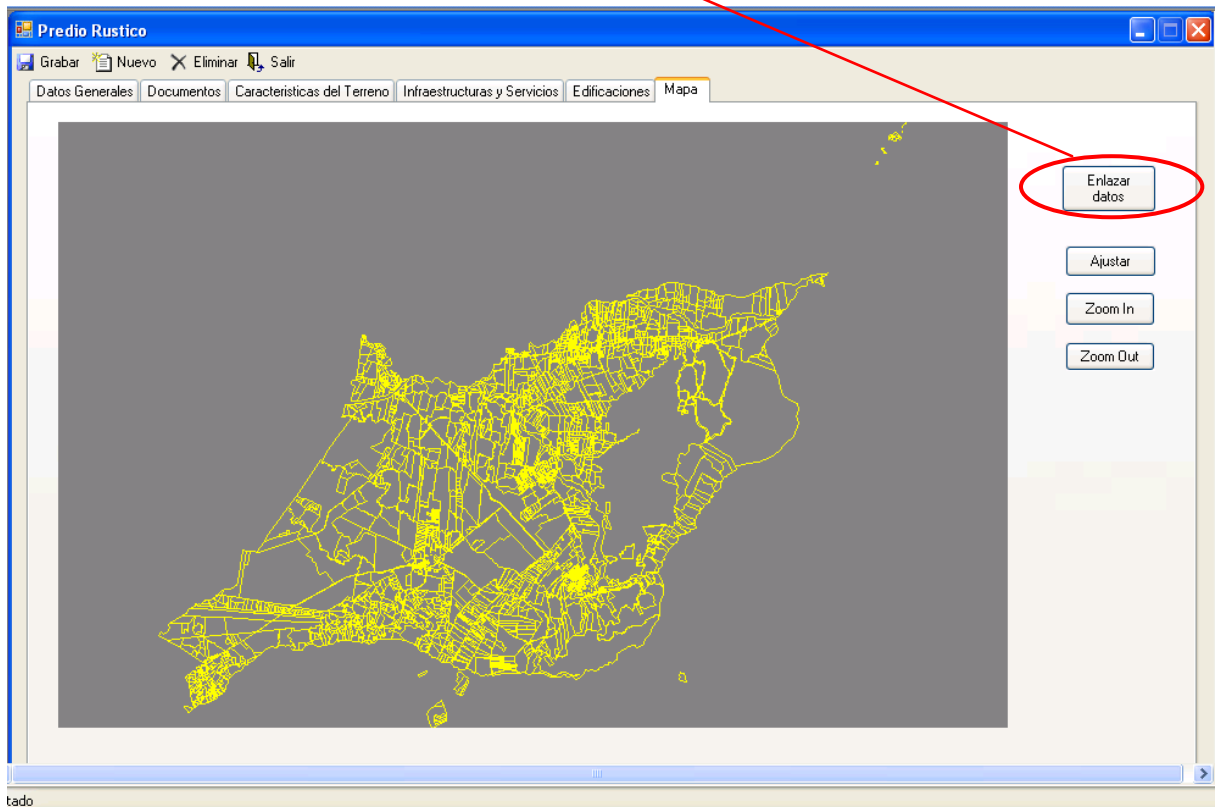 Predio Rustico
Grabar Nuevo Eliminar Salir
Datos Generales Documentos Caracteristicas del Terreno Infraestructuras y Servicios Edificaciones Mapa
Enlazar
datos
Ajustar
Zoom In
Zoom Out
tado